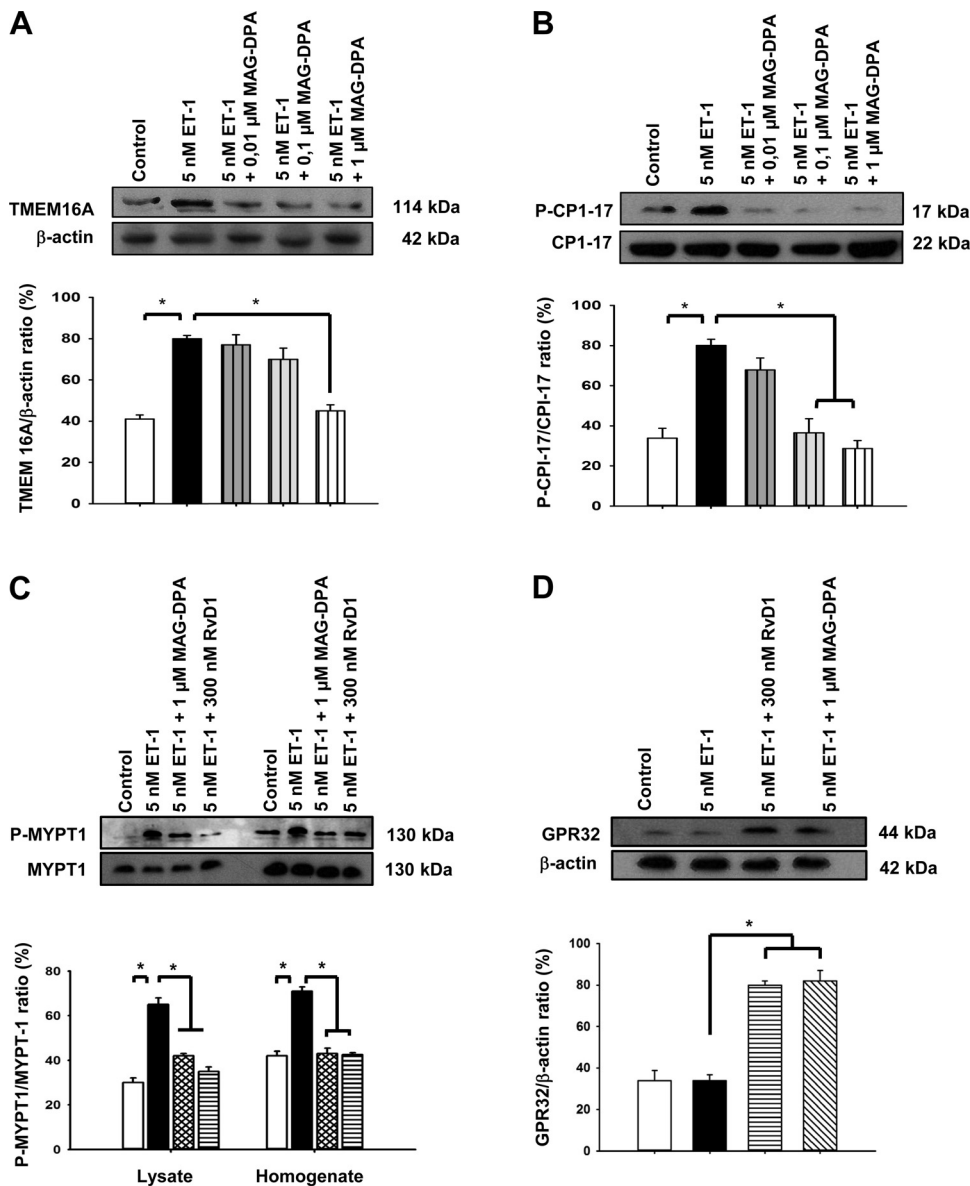 A
Control
5 nM ET-1
5 nM ET-1
+ 0,01 µM MAG-DPA
5 nM ET-1
+ 0,1 µM MAG-DPA
5 nM ET-1
+ 1 µM MAG-DPA
TMEM16A
114 kDa
β-actin
42 kDa
TMEM 16A/β-actin ratio (%)
100
80
60
40
20
0
*
*
B
Control
5 nM ET-1
5 nM ET-1
+ 0,01 µM MAG-DPA
5 nM ET-1
+ 0,1 µM MAG-DPA
5 nM ET-1
+ 1 µM MAG-DPA
P-CP1-17
17 kDa
CP1-17
22 kDa
P-CPI-17/CPI-17 ratio (%)
100
80
60
40
20
0
*
*
C
Control
5 nM ET-1
5 nM ET-1 + 1 µM MAG-DPA
5 nM ET-1 + 300 nM RvD1
Control
5 nM ET-1
5 nM ET-1 + 1 µM MAG-DPA
5 nM ET-1 + 300 nM RvD1
P-MYPT1
130 kDa
MYPT1
130 kDa
P-MYPT1/MYPT-1 ratio (%)
80
60
40
20
0
*
*
*
*
Lysate
Homogenate
D
Control
5 nM ET-1
5 nM ET-1 + 300 nM RvD1
5 nM ET-1 + 1 µM MAG-DPA
GPR32
44 kDa
β-actin
42 kDa
GPR32/β-actin ratio (%)
100
80
60
40
20
0
*